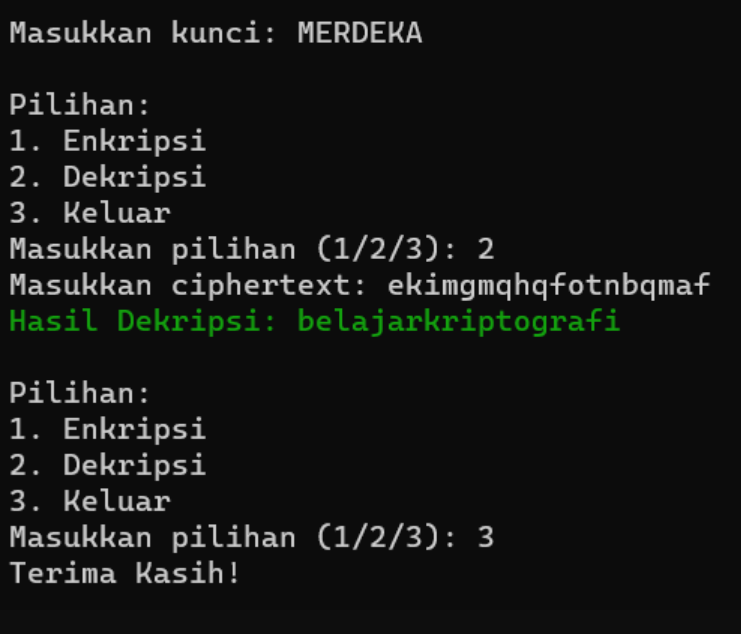 Masukkan kunci: MERDEKA
Pilihan:
1. Enkripsi
2. Dekripsi
3. Keluar
Masukkan pilihan (1/2/3): 2
Masukkan ciphertext: ekimgmqhqfotnbqmaf
Hasil Dekripsi: belajarkriptografi
Pilihan:
1. Enkripsi
2. Dekripsi
3. Keluar
Masukkan pilihan (1/2/3): 3
Terima Kasih!